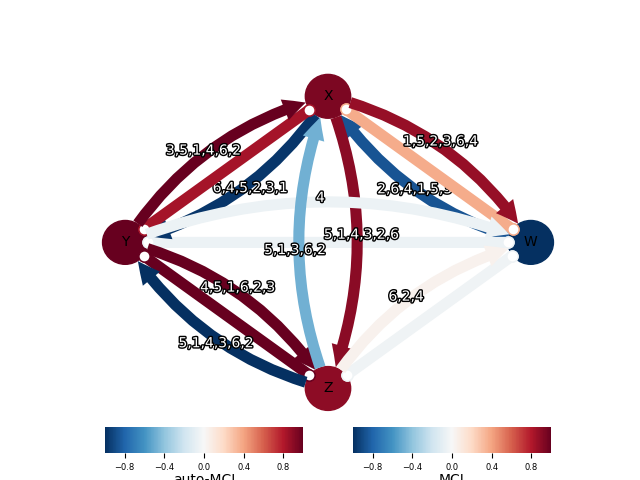 X
3,5,1,4,6,2
1,5,2,3,6,4
6,4,5,2,3,1
2,6,4,1,5,3
4
5,1,4,3,2,6
Y
W
5,1,3,6,2
4,5,1,6,2,3
6,2,4
5,1,4,3,6,2
Z
−0.8 −0.4 0.0 0.4 0.8
−0.8 −0.4 0.0 0.4 0.8
auto-MCI
MCI